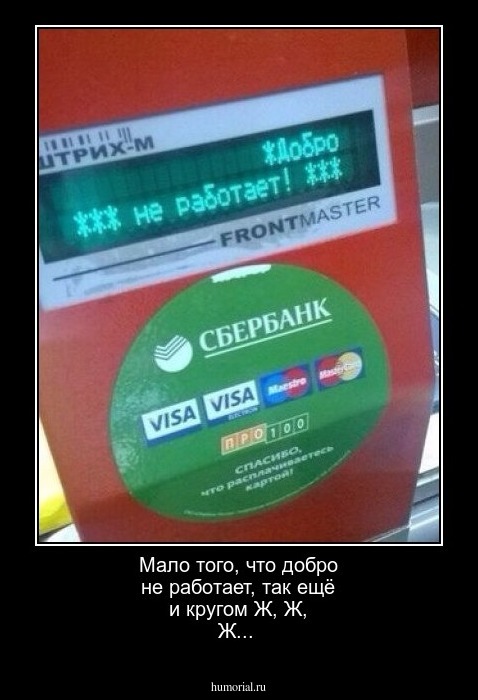 ШТРИХ-М
*Добро
*** не работает! ***
FRONTMASTER
СБЕРБАНК
VISA VISA Maestro MasterCard
ELECTRON
ПРО100
СПАСИБО,
что расплачиваетесь
картой!
Мало того, что добро
не работает, так ещё
и кругом Ж, Ж,
Ж...
humorial.ru